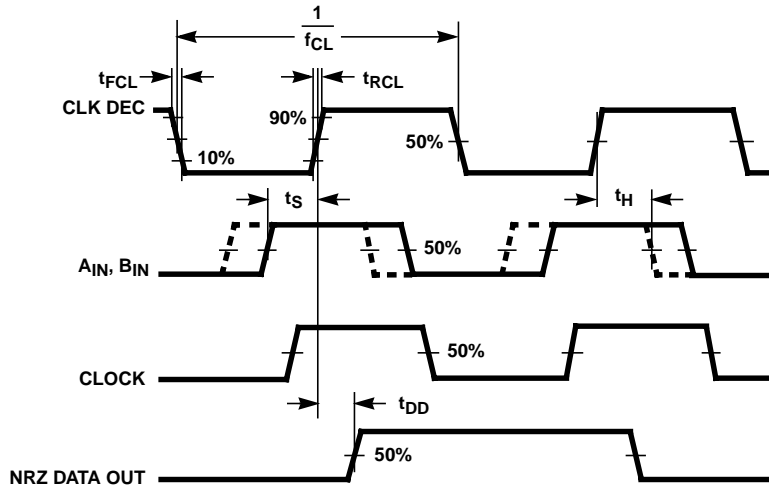 1
fCL
tFCL
tRCL
CLK DEC
90%
10%
50%
tS
tH
AIN, BIN
50%
CLOCK
50%
tDD
NRZ DATA OUT
50%